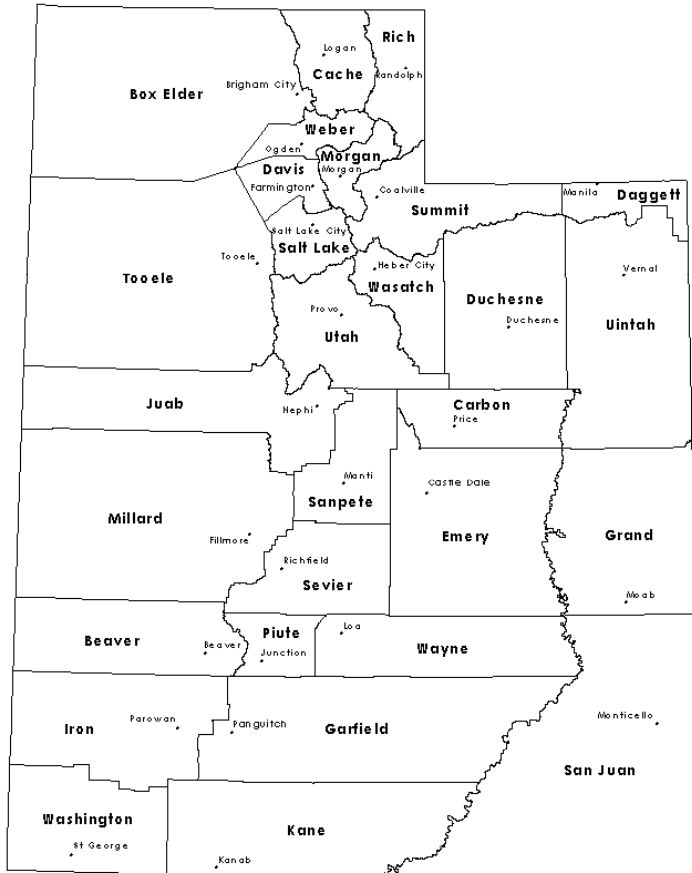 Rich
Logan
Cache
Randolph
Box Elder
Brigham City
Weber
Ogden
Morgan
Davis
Morgan
Farmington
Coalville
Summit
Manila
Daggett
Salt Lake City
Salt Lake
Tooele
Tooele
Heber City
Wasatch
Vernal
Duchesne
Duchesne
Uintah
Provo
Utah
Juab
Nephi
Carbon
Price
Manti
Sanpete
Castle Dale
Millard
Fillmore
Emery
Grand
Richfield
Sevier
Moab
Beaver
Beaver
Piute
Junction
Loa
Wayne
Iron
Parowan
Panguitch
Garfield
Monticello
San Juan
Washington
St George
Kane
Kanab